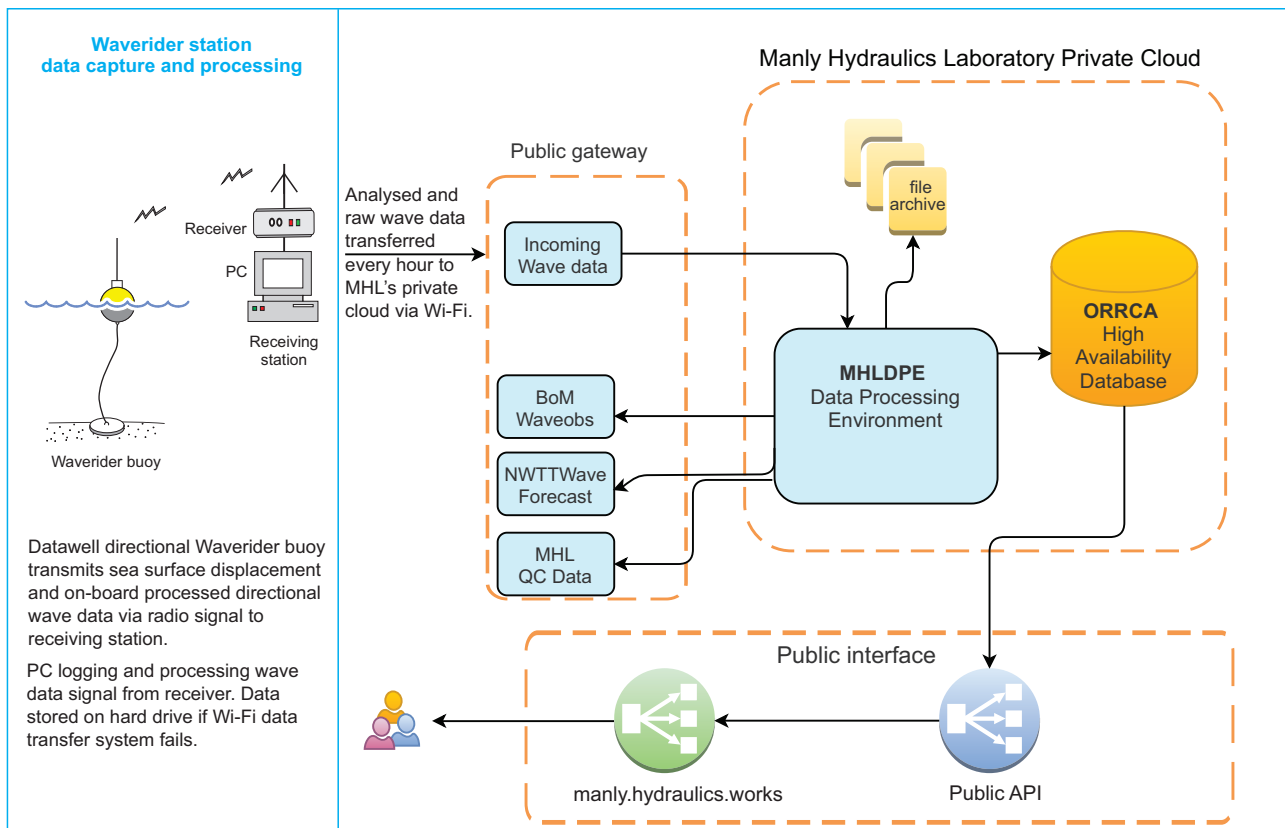 Waverider station
data capture and processing
Receiver
PC
Receiving
station
Waverider buoy
Datawell directional Waverider buoy
transmits sea surface displacement
and on-board processed directional
wave data via radio signal to
receiving station.
PC logging and processing wave
data signal from receiver. Data
stored on hard drive if Wi-Fi data
transfer system fails.
Analysed and
raw wave data
transferred
every hour to
MHL's private
cloud via Wi-Fi.
Public gateway
Incoming
Wave data
BoM
Waveobs
NWTTWave
Forecast
MHL
QC Data
Manly Hydraulics Laboratory Private Cloud
file
archive
MHLDPE
Data Processing
Environment
ORRCA
High
Availability
Database
Public interface
manly.hydraulics.works
Public API